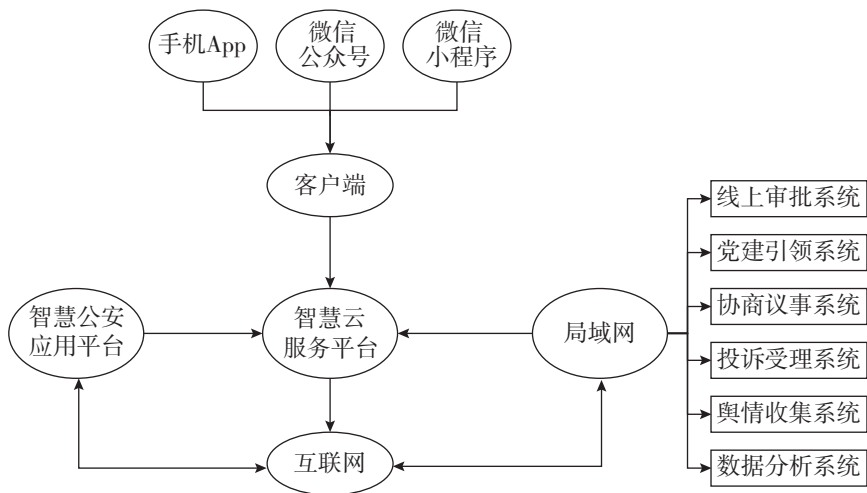 手机App
微信
公众号
微信
小程序
客户端
线上审批系统
党建引领系统
智慧公安
应用平台
智慧云
服务平台
局域网
协商议事系统
投诉受理系统
舆情收集系统
互联网
数据分析系统